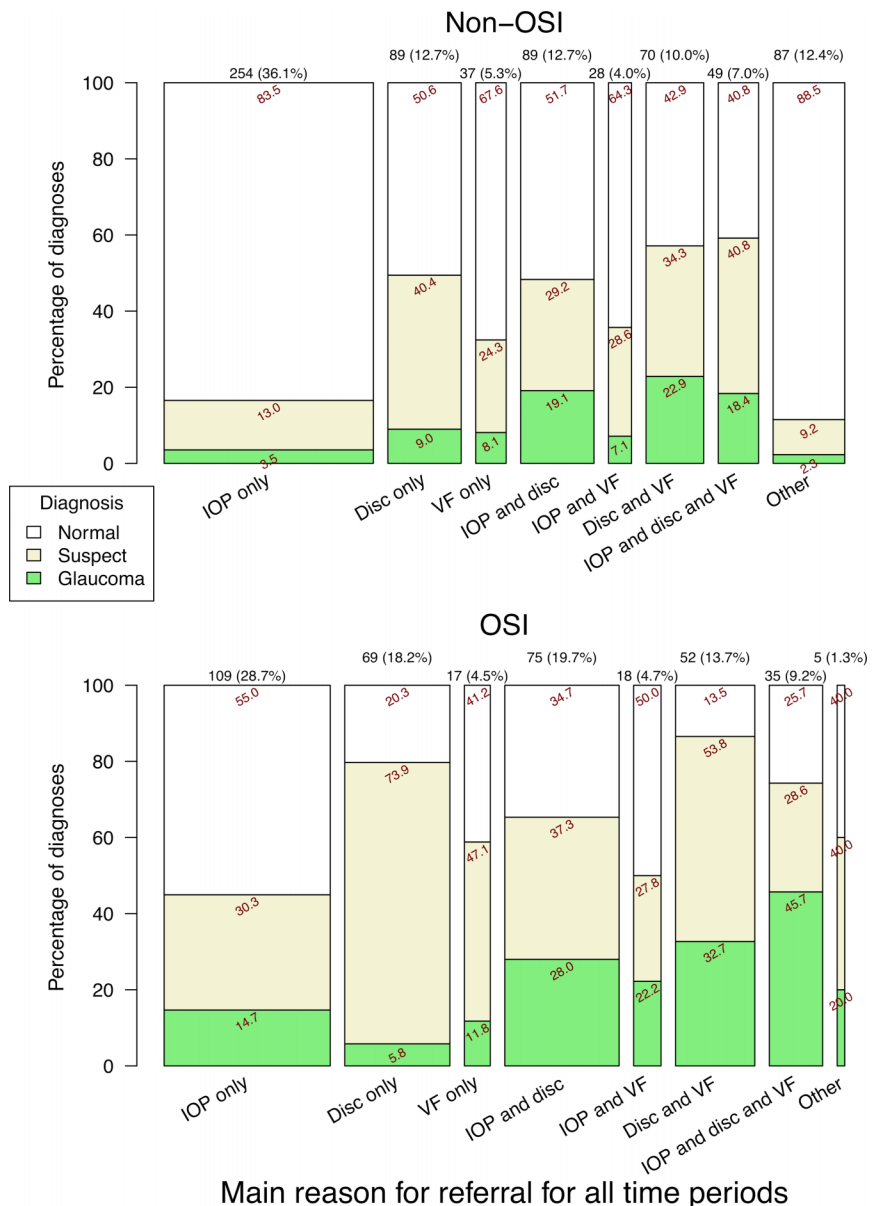 Non−OSI
89 (12.7%) 89 (12.7%) 70 (10.0%) 87 (12.4%)
254 (36.1%) 37 (5.3%) 28 (4.0%) 49 (7.0%)
Percentage of diagnoses
100
80
60
40
20
0
83.5 50.6 67.6 51.7 64.3 42.9 40.8 88.5
13.0 40.4 24.3 29.2 28.6 34.3 40.8 9.2
3.5 9.0 8.1 19.1 7.1 22.9 18.4 2.3
IOP only
Disc only
VF only
IOP and disc
IOP and VF
Disc and VF
IOP and disc and VF
Other
Diagnosis
Normal
Suspect
Glaucoma
OSI
69 (18.2%) 75 (19.7%) 52 (13.7%) 5 (1.3%)
109 (28.7%) 17 (4.5%) 18 (4.7%) 35 (9.2%)
Percentage of diagnoses
100
80
60
40
20
0
55.0 20.3 41.2 34.7 50.0 13.5 25.7 40.0
30.3 73.9 47.1 37.3 27.8 53.8 28.6 40.0
14.7 5.8 11.8 28.0 22.2 32.7 45.7 20.0
IOP only
Disc only
VF only
IOP and disc
IOP and VF
Disc and VF
IOP and disc and VF
Other
Main reason for referral for all time periods